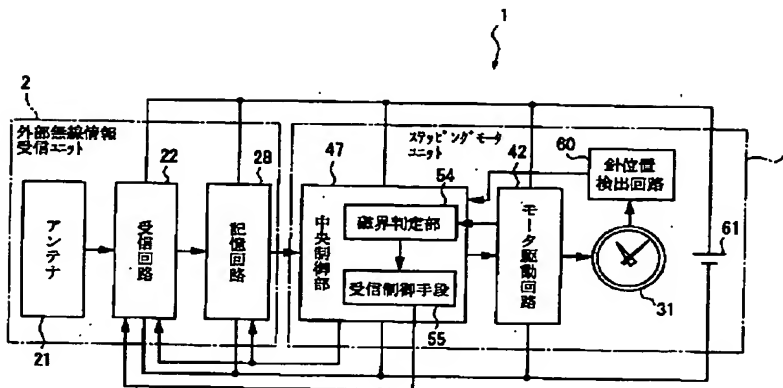 1
2
外部無線情報
受信ユニット
22
28
47
ステッピングモータ
ユニット
54
42
60
針位置
検出回路
アンテナ
受信回路
記憶回路
中央制御部
磁界判定部
受信制御手段
モータ駆動回路
61
31
21
55